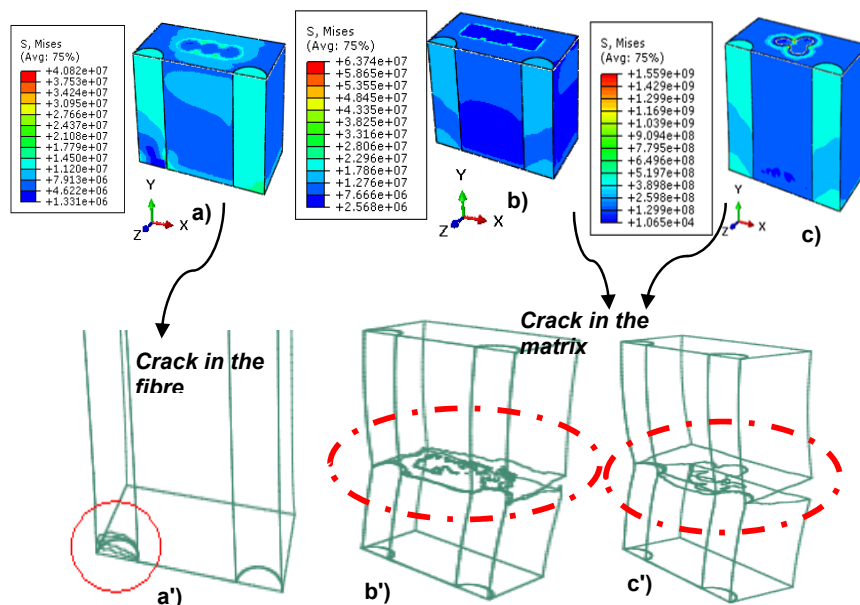 S, Mises
(Avg: 75%)
+4.082e+07
+3.753e+07
+3.424e+07
+3.095e+07
+2.766e+07
+2.437e+07
+2.108e+07
+1.779e+07
+1.450e+07
+1.120e+07
+7.913e+06
+4.622e+06
+1.331e+06
Y
X
Z
a)
S, Mises
(Avg: 75%)
+6.374e+07
+5.865e+07
+5.355e+07
+4.845e+07
+4.335e+07
+3.825e+07
+3.316e+07
+2.806e+07
+2.296e+07
+1.786e+07
+1.276e+07
+7.666e+06
+2.568e+06
Y
X
Z
b)
S, Mises
(Avg: 75%)
+1.559e+09
+1.429e+09
+1.299e+09
+1.169e+09
+1.039e+09
+9.094e+08
+7.795e+08
+6.496e+08
+5.197e+08
+3.898e+08
+2.598e+08
+1.299e+08
+1.065e+04
Y
X
Z
c)
Crack in the
fibre
Crack in the
matrix
a')
b')
c')